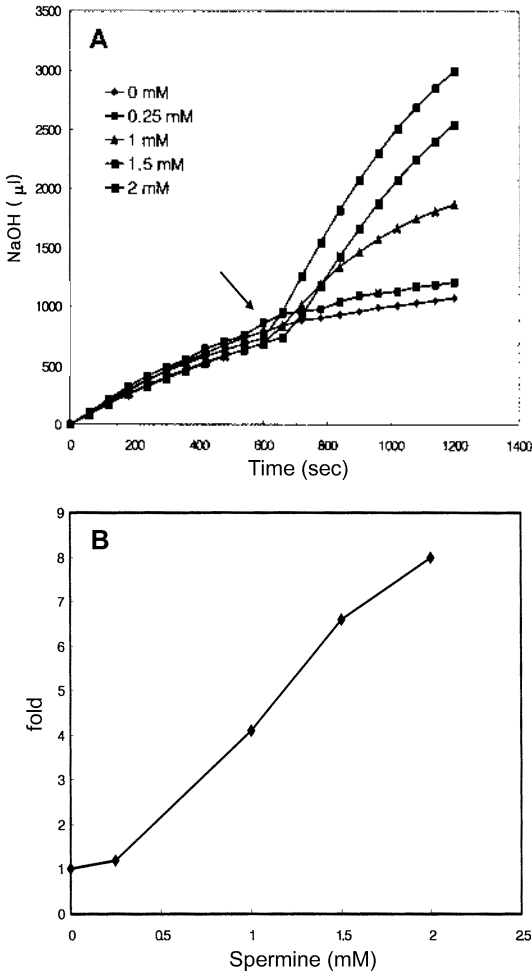 A
3500
3000
2500
2000
1500
1000
500
0
NaOH (μl)
0 mM
0.25 mM
1 mM
1.5 mM
2 mM
0 200 400 600 800 1000 1200 1400
Time (sec)
B
9
8
7
6
5
4
3
2
1
0
fold
0 0.5 1 1.5 2 25
Spermine (mM)